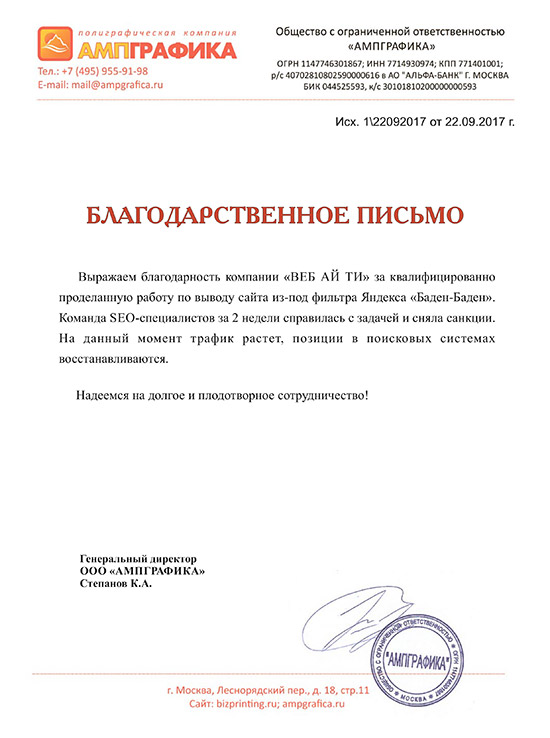 полиграфическая компания
АМПГРАФИКА
Тел.: +7 (495) 955-91-98
E-mail: mail@ampgrafica.ru
Общество с ограниченной ответственностью
«АМПГРАФИКА»
ОГРН 1147746301867; ИНН 7714930974; КПП 771401001;
р/с 40702810802590000616 в АО "АЛЬФА-БАНК" Г. МОСКВА
БИК 044525593, к/с 30101810200000000593
Исх. 1\22092017 от 22.09.2017 г.
БЛАГОДАРСТВЕННОЕ ПИСЬМО
Выражаем благодарность компании «ВЕБ АЙ ТИ» за квалифицированно
проделанную работу по выводу сайта из-под фильтра Яндекса «Баден-Баден».
Команда SEO-специалистов за 2 недели справилась с задачей и сняла санкции.
На данный момент трафик растет, позиции в поисковых системах
восстанавливаются.
Надеемся на долгое и плодотворное сотрудничество!
Генеральный директор
ООО «АМПГРАФИКА»
Степанов К.А.
ОБЩЕСТВО С ОГРАНИЧЕННОЙ ОТВЕТСТВЕННОСТЬЮ
"АМПГРАФИКА"
МОСКВА
г. Москва, Леснорядский пер., д. 18, стр.11
Сайт: bizprinting.ru; ampgrafica.ru